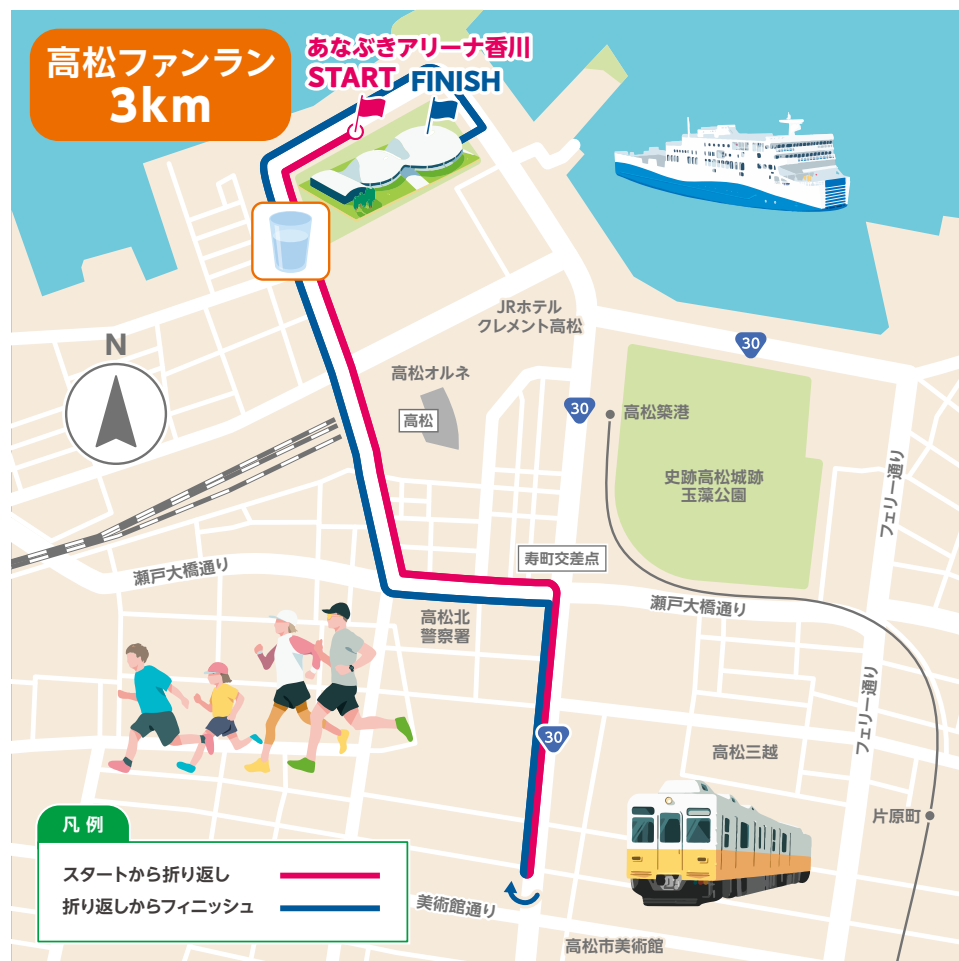 高松ファンラン
3km
あなぶきアリーナ香川
START FINISH
JRホテル
クレメント高松
30
N
高松オルネ
高松
30
高松築港
史跡高松城跡
玉藻公園
フェリー通り
寿町交差点
瀬戸大橋通り
瀬戸大橋通り
高松北
警察署
フェリー通り
30
高松三越
片原町
凡例
スタートから折り返し
折り返しからフィニッシュ
美術館通り
高松市美術館